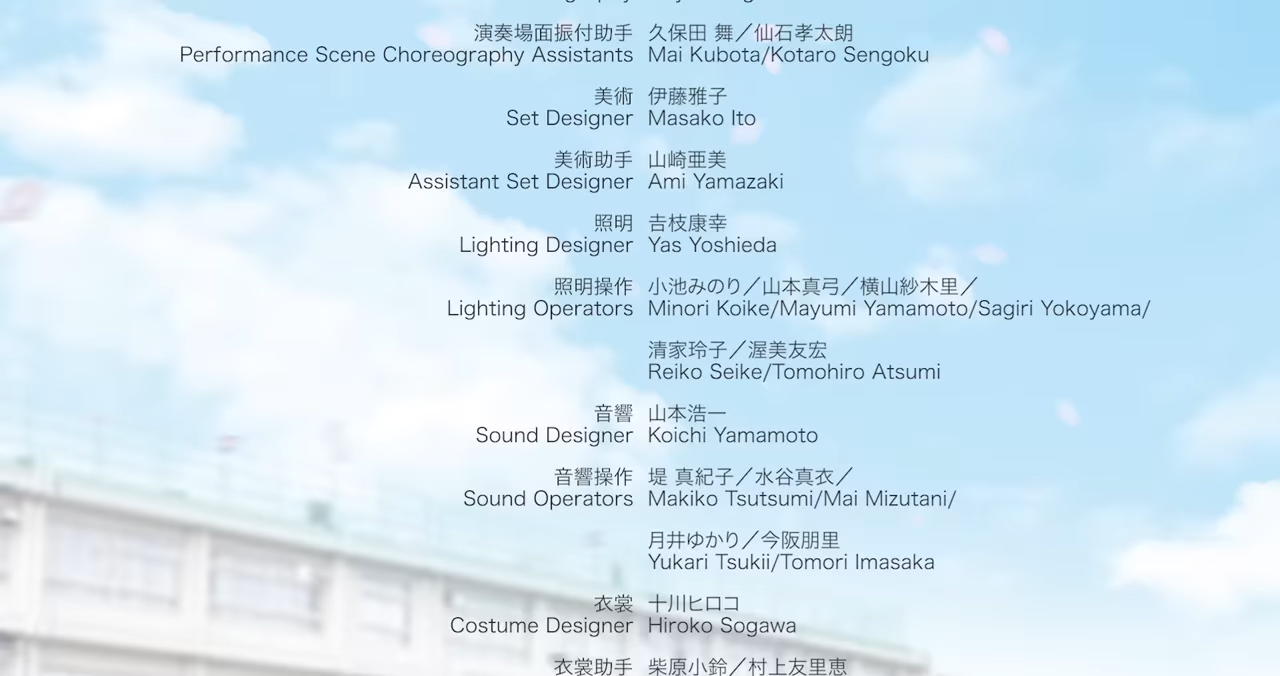 演奏場面振付助手 久保田 舞／仙石孝太朗
Performance Scene Choreography Assistants Mai Kubota/Kotaro Sengoku
美術 伊藤雅子
Set Designer Masako Ito
美術助手 山崎亜美
Assistant Set Designer Ami Yamazaki
照明 吉枝康幸
Lighting Designer Yas Yoshieda
照明操作 小池みのり／山本真弓／横山紗木里／
Lighting Operators Minori Koike/Mayumi Yamamoto/Sagiri Yokoyama/
清家玲子／渥美友宏
Reiko Seike/Tomohiro Atsumi
音響 山本浩一
Sound Designer Koichi Yamamoto
音響操作 堤 真紀子／水谷真衣／
Sound Operators Makiko Tsutsumi/Mai Mizutani/
月井ゆかり／今阪朋里
Yukari Tsukii/Tomori Imasaka
衣裳 十川ヒロコ
Costume Designer Hiroko Sogawa
衣裳助手 柴原小鈴／村上友里恵